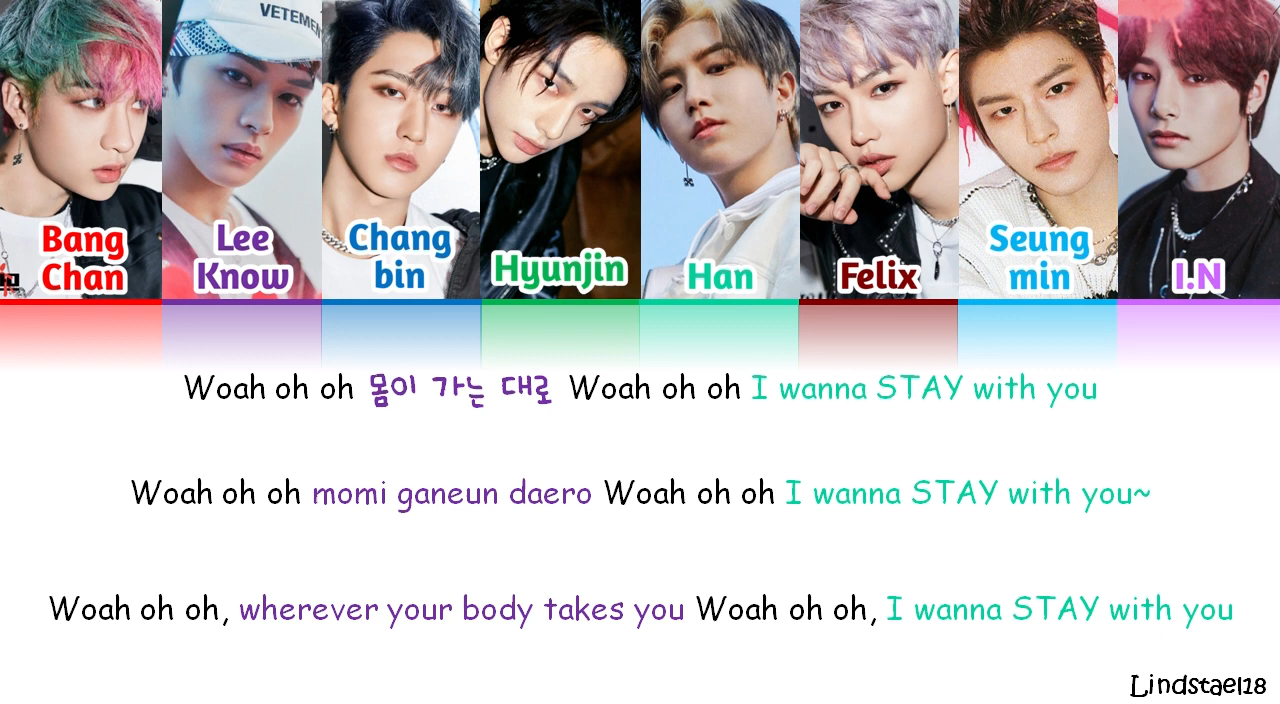 VETEMEN
Bang
Chan
Lee
Know
Chang
bin
Hyunjin
Han
Felix
Seung
min
I.N
Woah oh oh 몸이 가는 대로 Woah oh oh I wanna STAY with you
Woah oh oh momi ganeun daero Woah oh oh I wanna STAY with you~
Woah oh oh, wherever your body takes you Woah oh oh, I wanna STAY with you
Lindstael18